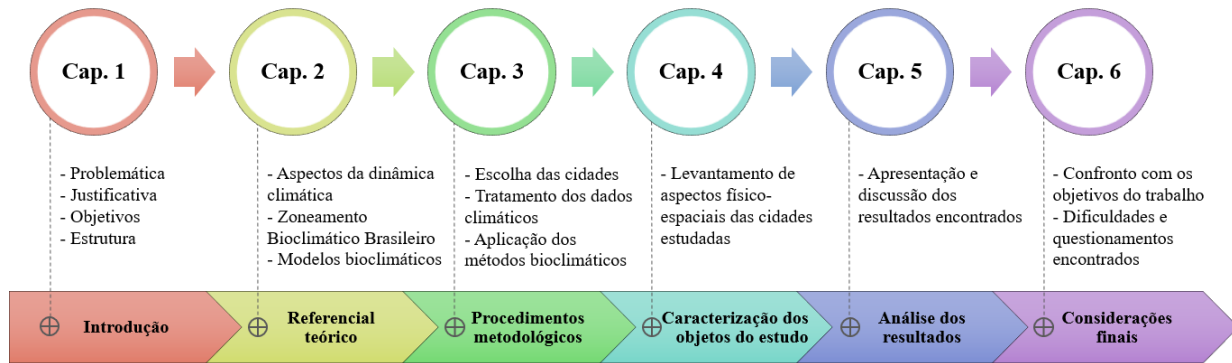 Cap. 1
Cap. 2
Cap. 3
Cap. 4
Cap. 5
Cap. 6
- Problemática
- Justificativa
- Objetivos
- Estrutura
- Aspectos da dinâmica
climática
- Zoneamento
Bioclimático Brasileiro
- Modelos bioclimáticos
- Escolha das cidades
- Tratamento dos dados
climáticos
- Aplicação dos
métodos bioclimáticos
- Levantamento de
aspectos físico-
espaciais das cidades
estudadas
- Apresentação e
discussão dos
resultados encontrados
- Confronto com os
objetivos do trabalho
- Dificuldades e
questionamentos
encontrados
Introdução
Referencial
teórico
Procedimentos
metodológicos
Caracterização dos
objetos do estudo
Análise dos
resultados
Considerações
finais